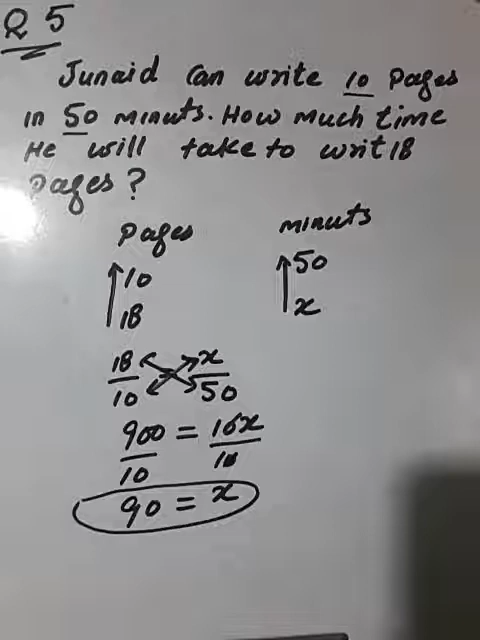 Q 5
Junaid Can write 10 Pages
in 50 minuts. How much time
He will take to writ 18
Pages?
Pages minuts
10 50
18 x
18/10 = x/50
900/10 = 10x/10
90 = x